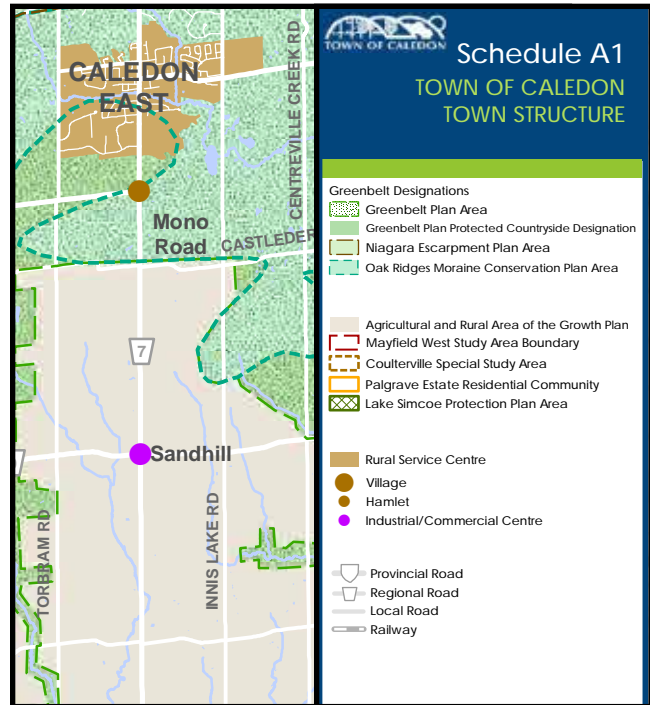 CALEDON
EAST
CENTREVILLE CREEK RD
Mono
Road
CASTLEDER
7
Sandhill
TORBRAM RD
INNIS LAKE RD
TOWN OF CALEDON
Schedule A1
TOWN OF CALEDON
TOWN STRUCTURE
Greenbelt Designations
Greenbelt Plan Area
Greenbelt Plan Protected Countryside Designation
Niagara Escarpment Plan Area
Oak Ridges Moraine Conservation Plan Area
Agricultural and Rural Area of the Growth Plan
Mayfield West Study Area Boundary
Coulterville Special Study Area
Palgrave Estate Residential Community
Lake Simcoe Protection Plan Area
Rural Service Centre
Village
Hamlet
Industrial/Commercial Centre
Provincial Road
Regional Road
Local Road
Railway